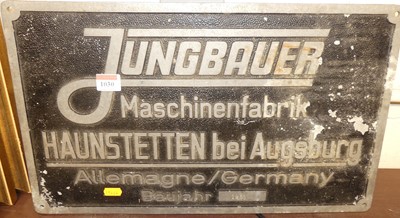 JUNGBAUER
Maschinenfabrik
HAUNSTETTEN bei Augsburg
Allemagne/Germany
Baujahr